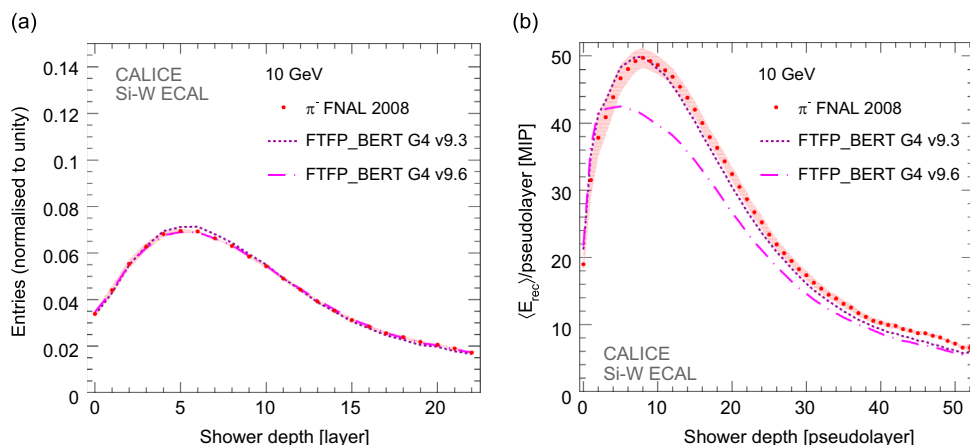 (a)
0.14
0.12
0.1
0.08
0.06
0.04
0.02
0
Entries (normalised to unity)
CALICE
Si-W ECAL
10 GeV
π⁻ FNAL 2008
FTFP_BERT G4 v9.3
FTFP_BERT G4 v9.6
0 5 10 15 20
Shower depth [layer]
(b)
50
40
30
20
10
0
⟨E_rec⟩/pseudolayer [MIP]
10 GeV
π⁻ FNAL 2008
FTFP_BERT G4 v9.3
FTFP_BERT G4 v9.6
CALICE
Si-W ECAL
0 10 20 30 40 50
Shower depth [pseudolayer]